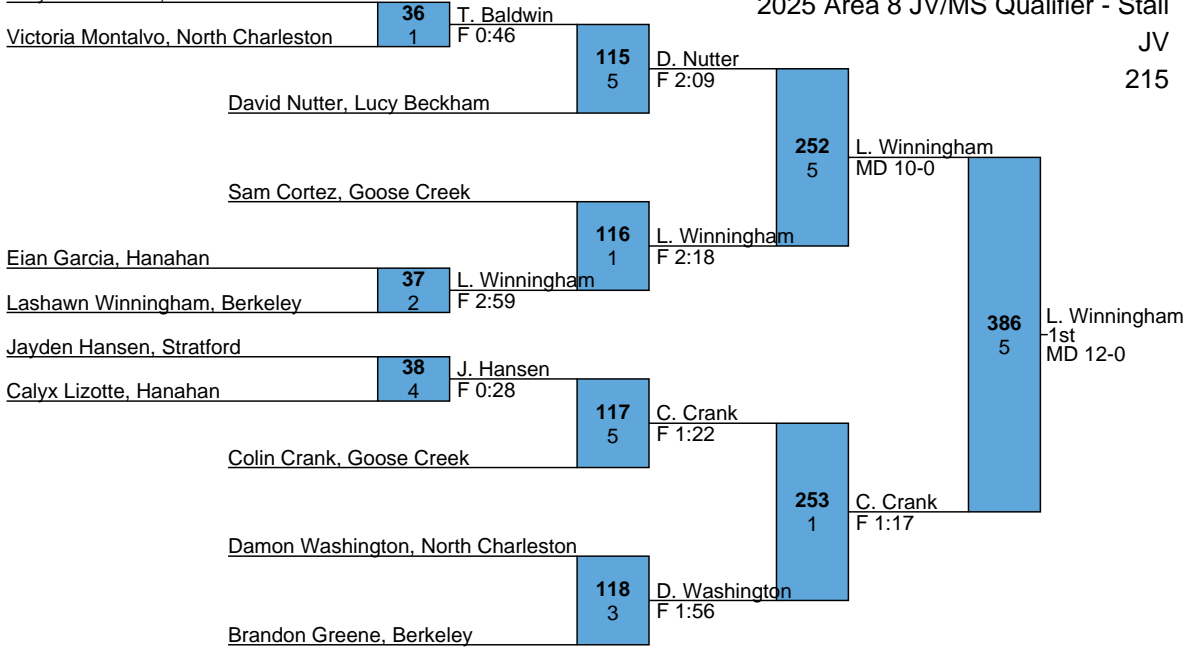 2025 Area 8 JV/MS Qualifier - Stall
JV
215
36
1
T. Baldwin
F 0:46
Victoria Montalvo, North Charleston
115
5
D. Nutter
F 2:09
David Nutter, Lucy Beckham
252
5
L. Winningham
MD 10-0
Sam Cortez, Goose Creek
116
1
L. Winningham
F 2:18
Eian Garcia, Hanahan
37
2
L. Winningham
F 2:59
Lashawn Winningham, Berkeley
386
5
L. Winningham
1st
MD 12-0
Jayden Hansen, Stratford
38
4
J. Hansen
F 0:28
Calyx Lizotte, Hanahan
117
5
C. Crank
F 1:22
Colin Crank, Goose Creek
253
1
C. Crank
F 1:17
Damon Washington, North Charleston
118
3
D. Washington
F 1:56
Brandon Greene, Berkeley